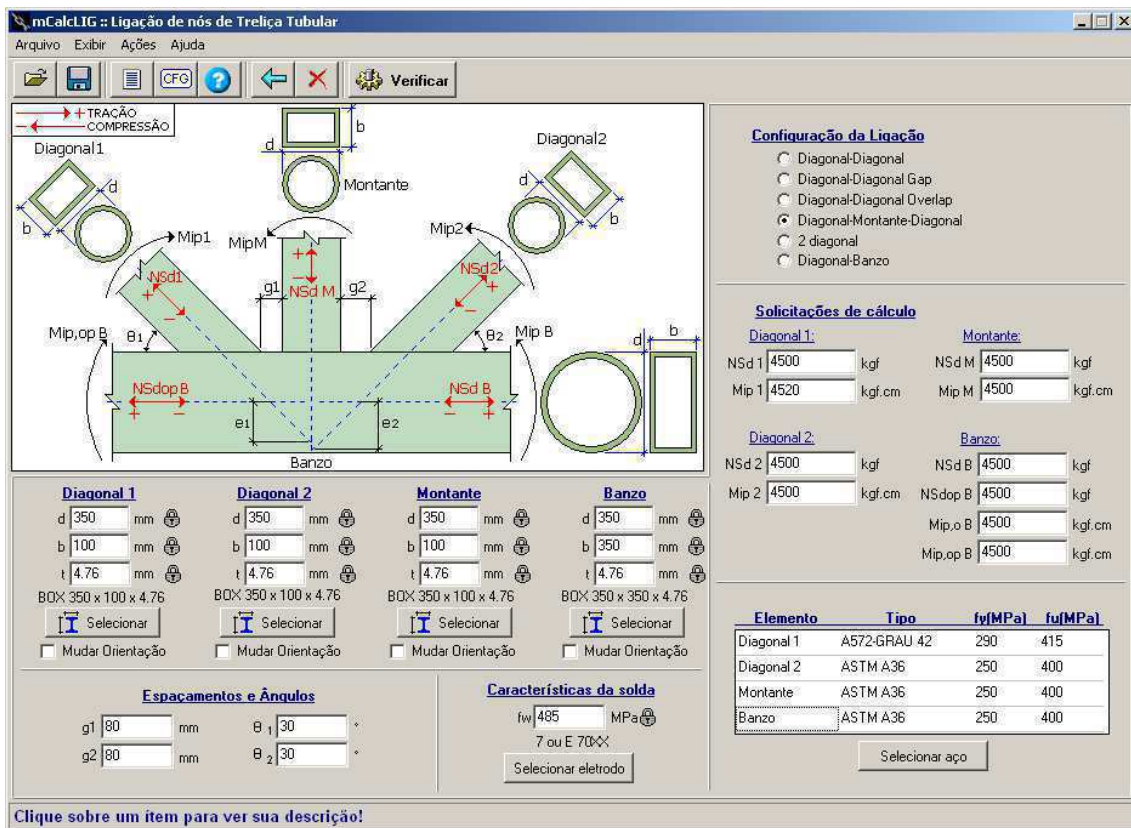 mCalcLIG :: Ligação de nós de Treliça Tubular
Arquivo Exibir Ações Ajuda
CFG ? Verificar
+TRAÇÃO
- COMPRESSÃO
Diagonal1
d
b
b
d
Montante
Diagonal2
d
b
Mip1
MipM
Mip2
NSd1
+
-
+
-
NSd M
NSd2
+
-
g1
g2
Mip,op B
θ1
θ2
Mip B
d
b
NSdop B
+ -
NSd B
- +
e1
e2
Banzo
Configuração da Ligação
Diagonal-Diagonal
Diagonal-Diagonal Gap
Diagonal-Diagonal Overlap
Diagonal-Montante-Diagonal
2 diagonal
Diagonal-Banzo
Solicitações de cálculo
Diagonal 1:
NSd 1 4500 kgf
Mip 1 4520 kgf.cm
Montante:
NSd M 4500 kgf
Mip M 4500 kgf.cm
Diagonal 2:
NSd 2 4500 kgf
Mip 2 4500 kgf.cm
Banzo:
NSd B 4500 kgf
NSdop B 4500 kgf
Mip,o B 4500 kgf.cm
Mip,op B 4500 kgf.cm
Diagonal 1
d 350 mm
b 100 mm
t 4.76 mm
BOX 350 x 100 x 4.76
Selecionar
Mudar Orientação
Diagonal 2
d 350 mm
b 100 mm
t 4.76 mm
BOX 350 x 100 x 4.76
Selecionar
Mudar Orientação
Montante
d 350 mm
b 100 mm
t 4.76 mm
BOX 350 x 100 x 4.76
Selecionar
Mudar Orientação
Banzo
d 350 mm
b 350 mm
t 4.76 mm
BOX 350 x 350 x 4.76
Selecionar
Mudar Orientação
Espaçamentos e Ângulos
g1 80 mm θ 1 30 °
g2 80 mm θ 2 30 °
Características da solda
fw 485 MPa
7 ou E 70XX
Selecionar eletrodo
Elemento Tipo fy(MPa) fu(MPa)
Diagonal 1 A572-GRAU 42 290 415
Diagonal 2 ASTM A36 250 400
Montante ASTM A36 250 400
Banzo ASTM A36 250 400
Selecionar aço
Clique sobre um ítem para ver sua descrição!